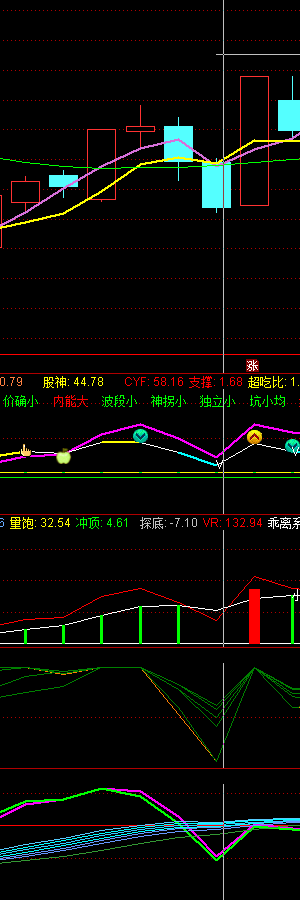 涨
0.79 股神: 44.78 CYF: 58.16 支撑: 1.68 超吃比: 1.
价确小 内能大 波段小 神拐小 独立小 坑小均
6 量饱: 32.54 冲顶: 4.61 探底: -7.10 VR: 132.94 乖离系
小